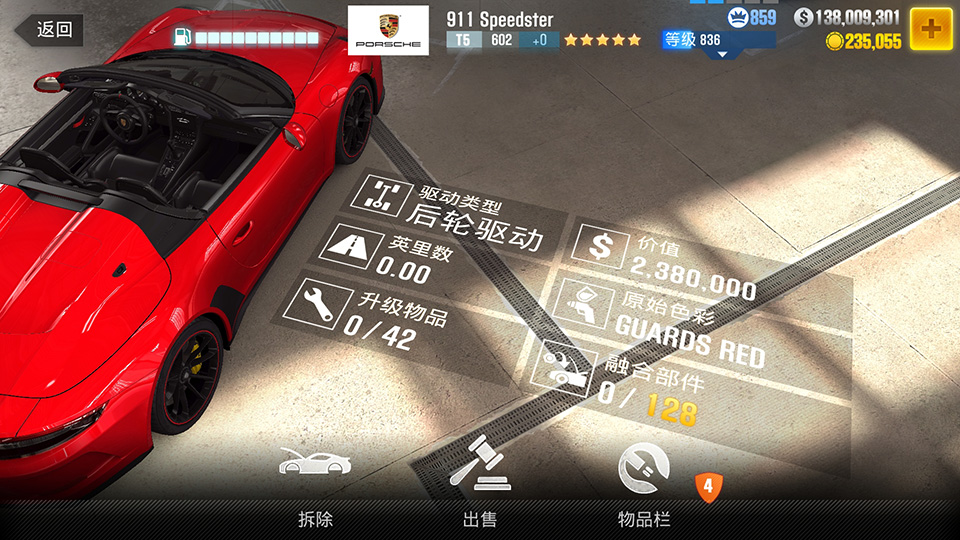 返回
PORSCHE
911 Speedster
T5 602 +0
859
138,009,301
等级 836
235,055
驱动类型
后轮驱动
英里数
0.00
升级物品
0/42
价值
2.380.000
原始色彩
GUARDS RED
融合部件
0/128
4
拆除
出售
物品栏